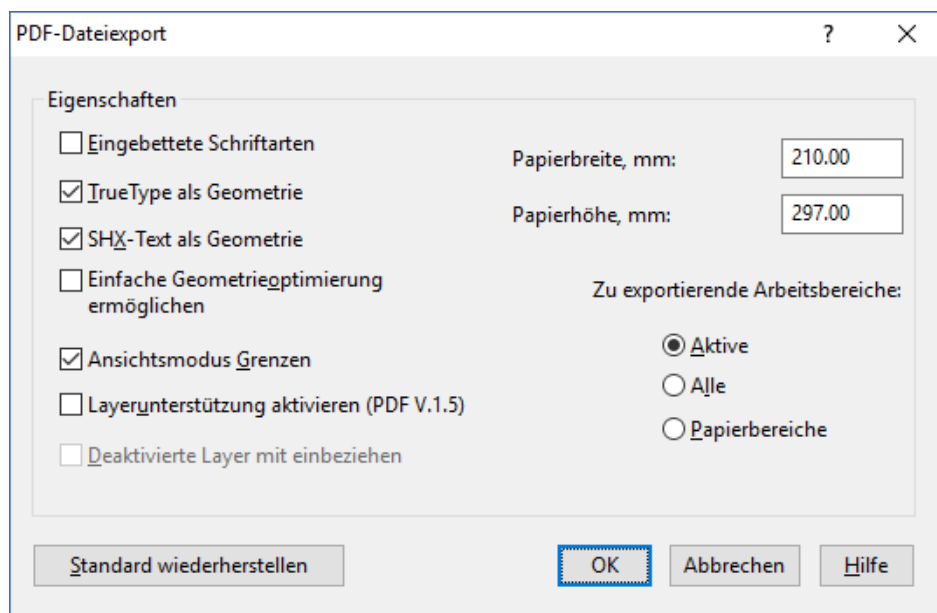 PDF-Dateiexport
?
Eigenschaften
Eingebettete Schriftarten
TrueType als Geometrie
SHX-Text als Geometrie
Einfache Geometrieoptimierung
ermöglichen
Ansichtsmodus Grenzen
Layerunterstützung aktivieren (PDF V.1.5)
Deaktivierte Layer mit einbeziehen
Papierbreite, mm: 210.00
Papierhöhe, mm: 297.00
Zu exportierende Arbeitsbereiche:
Aktive
Alle
Papierbereiche
Standard wiederherstellen
OK
Abbrechen
Hilfe